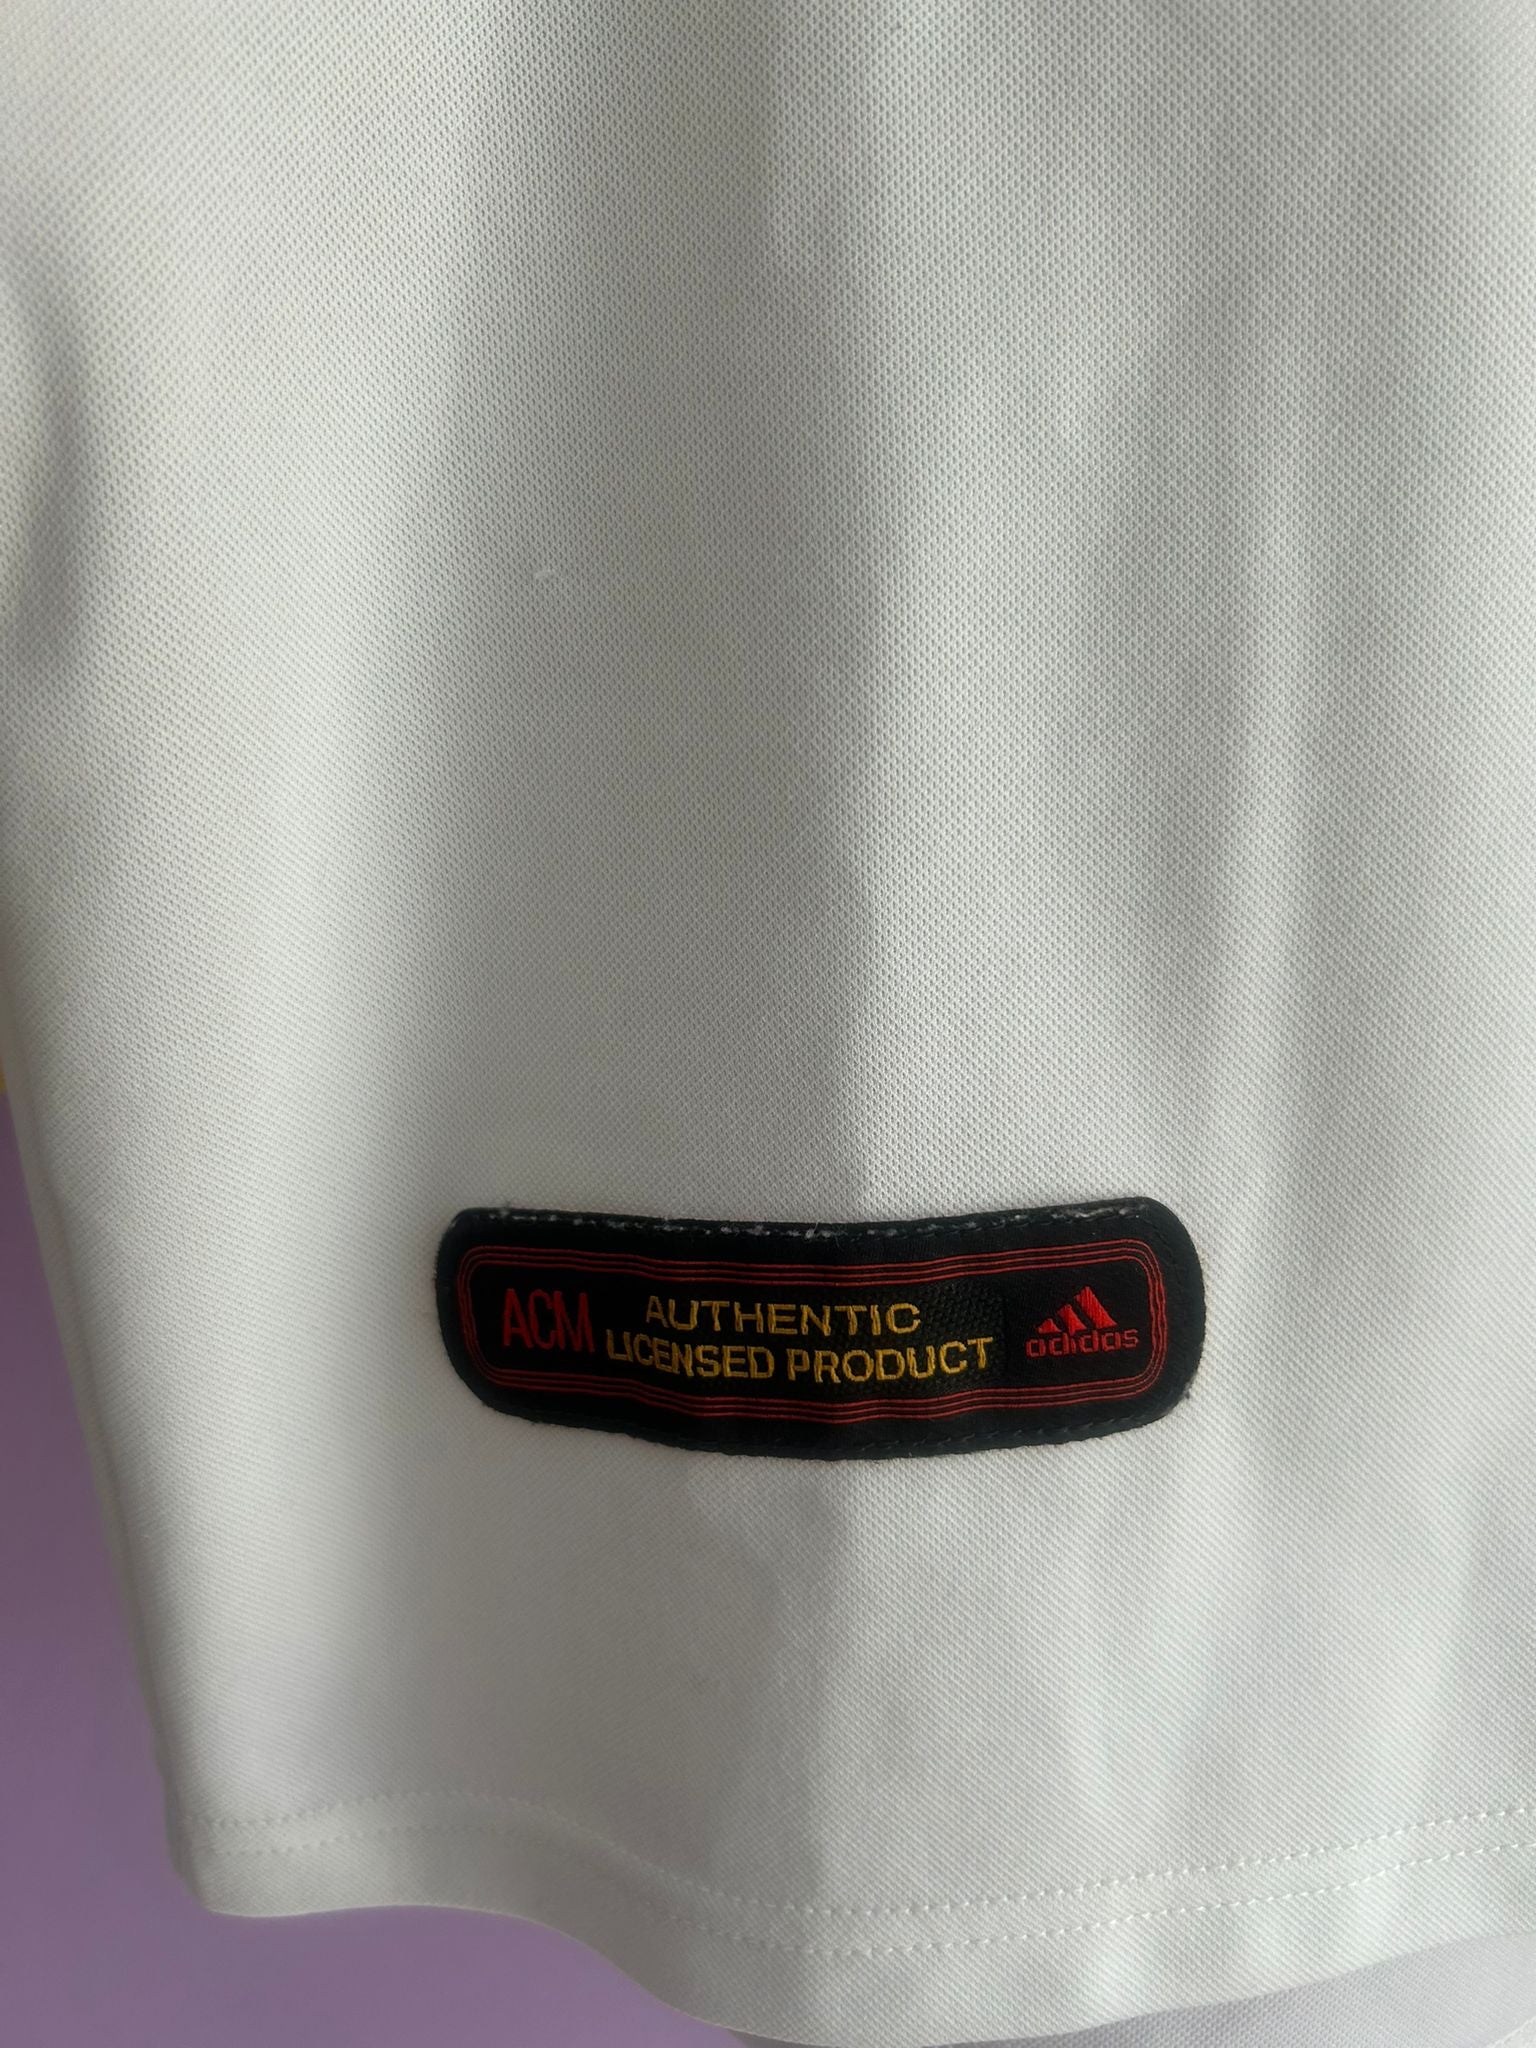 ACM
AUTHENTIC
LICENSED PRODUCT
adidas